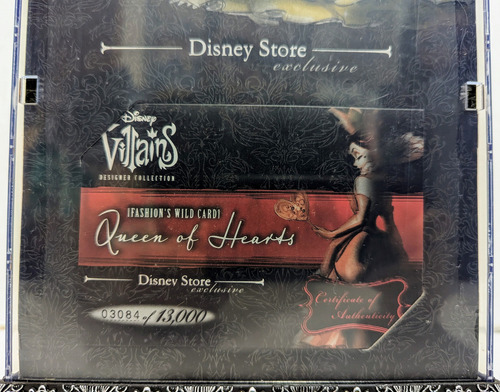 Disney Store
exclusive
Disney
Villains
DESIGNER COLLECTION
[FASHION'S WILD CARD]
Queen of Hearts
Disney Store
exclusive
03084 of 13,000
Certificate of
Authenticity